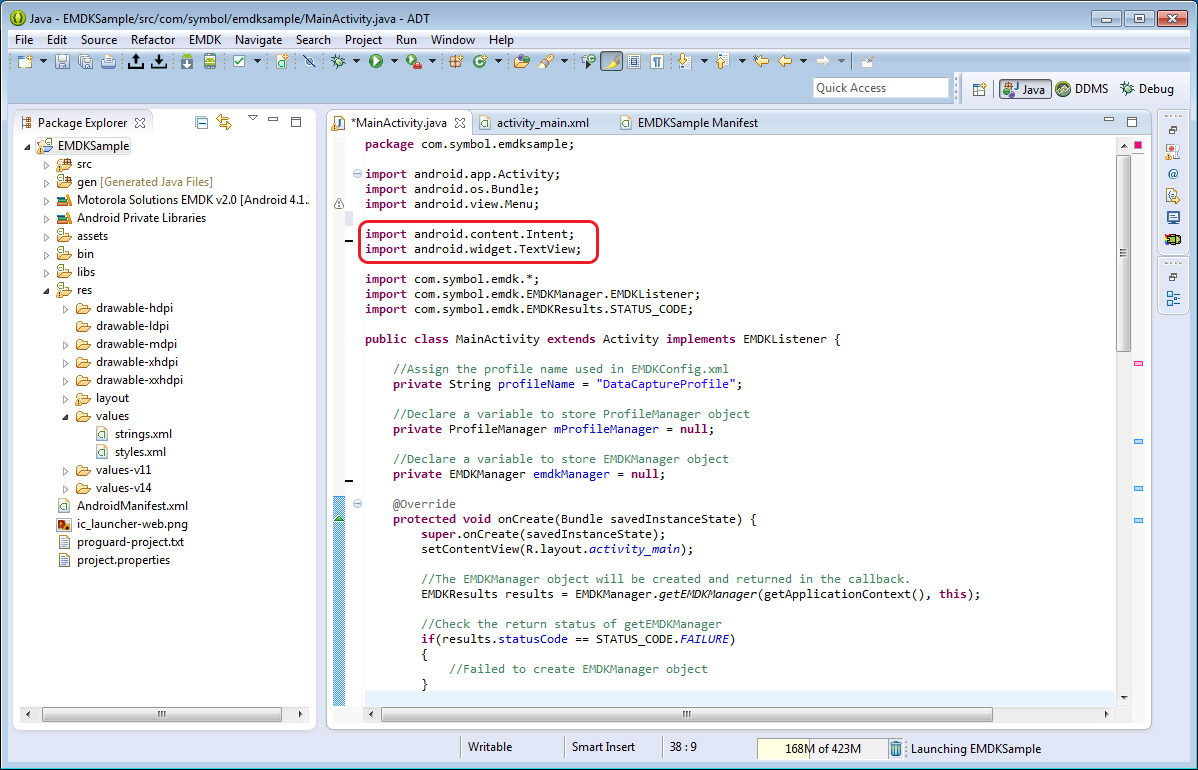 Java - EMDKSample/src/com/symbol/emdksample/MainActivity.java - ADT
File Edit Source Refactor EMDK Navigate Search Project Run Window Help
Quick Access
Java DDMS Debug
Package Explorer
EMDKSample
src
gen [Generated Java Files]
Motorola Solutions EMDK v2.0 [Android 4.1.
Android Private Libraries
assets
bin
libs
res
drawable-hdpi
drawable-ldpi
drawable-mdpi
drawable-xhdpi
drawable-xxhdpi
layout
values
strings.xml
styles.xml
values-v11
values-v14
AndroidManifest.xml
ic_launcher-web.png
proguard-project.txt
project.properties
*MainActivity.java activity_main.xml EMDKSample Manifest
package com.symbol.emdksample;
import android.app.Activity;
import android.os.Bundle;
import android.view.Menu;
import android.content.Intent;
import android.widget.TextView;
import com.symbol.emdk.*;
import com.symbol.emdk.EMDKManager.EMDKListener;
import com.symbol.emdk.EMDKResults.STATUS_CODE;
public class MainActivity extends Activity implements EMDKListener {
//Assign the profile name used in EMDKConfig.xml
private String profileName = "DataCaptureProfile";
//Declare a variable to store ProfileManager object
private ProfileManager mProfileManager = null;
//Declare a variable to store EMDKManager object
private EMDKManager emdkManager = null;
@Override
protected void onCreate(Bundle savedInstanceState) {
super.onCreate(savedInstanceState);
setContentView(R.layout.activity_main);
//The EMDKManager object will be created and returned in the callback.
EMDKResults results = EMDKManager.getEMDKManager(getApplicationContext(), this);
//Check the return status of getEMDKManager
if(results.statusCode == STATUS_CODE.FAILURE)
{
//Failed to create EMDKManager object
}
Writable Smart Insert 38 : 9 168M of 423M Launching EMDKSample